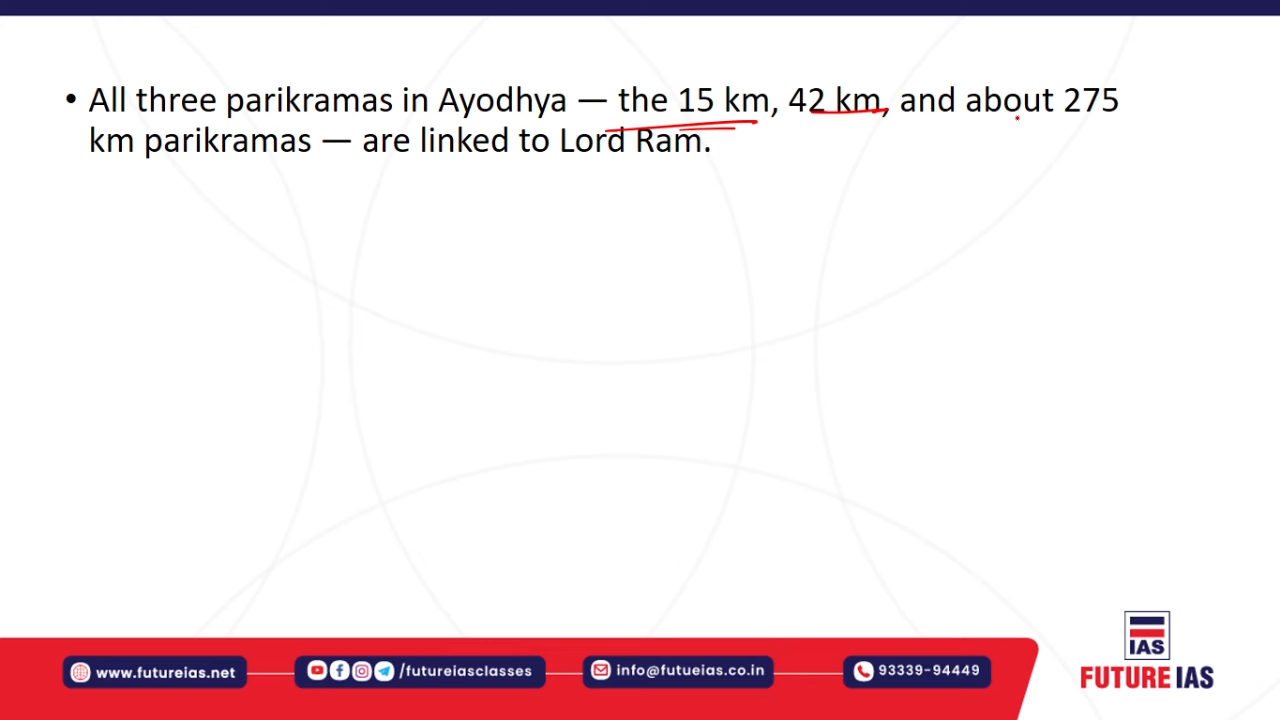 • All three parikramas in Ayodhya — the 15 km, 42 km, and about 275
km parikramas — are linked to Lord Ram.
IAS
www.futureias.net
/futureiasclasses
info@futueias.co.in
93339-94449
FUTURE IAS